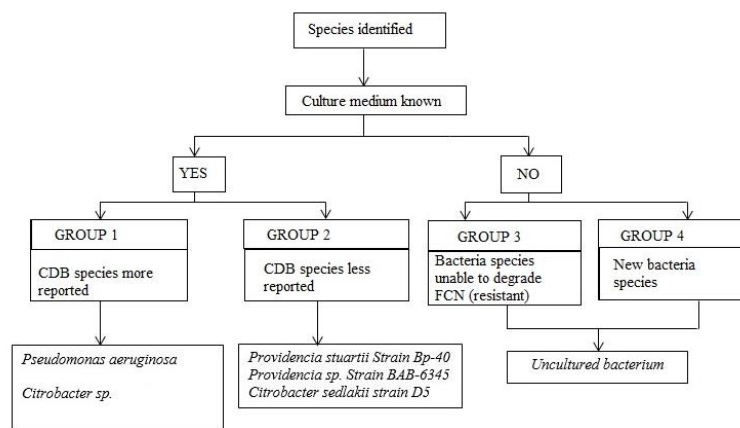 Species identified
Culture medium known
YES
NO
GROUP 1
CDB species more
reported
GROUP 2
CDB species less
reported
GROUP 3
Bacteria species
unable to degrade
FCN (resistant)
GROUP 4
New bacteria
species
Pseudomonas aeruginosa
Citrobacter sp.
Providencia stuartii Strain Bp-40
Providencia sp. Strain BAB-6345
Citrobacter sedlakii strain D5
Uncultured bacterium